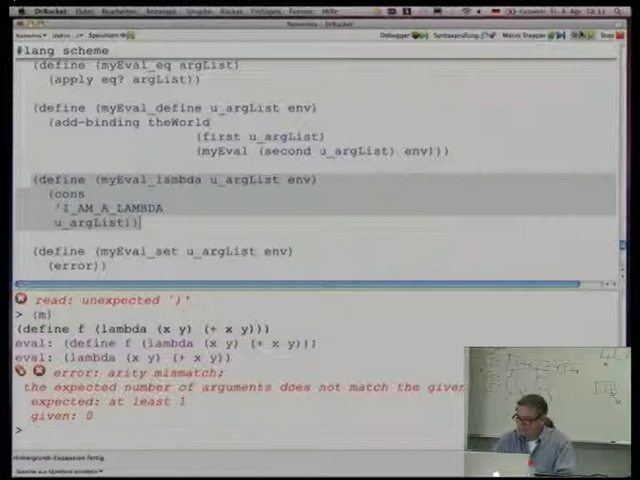 DrRacket Datei Bearbeiten
#lang scheme
(define (myEval_eq argList)
(apply eq? argList))
(define (myEval_define u_argList env)
(add-binding theWorld
(first u_argList)
(myEval (second u_argList) env)))
(define (myEval_lambda u_argList env)
(cons
'I_AM_A_LAMBDA
u_argList))
(define (myEval_set u_argList env)
(error))
read: unexpected ')'
> (m)
(define f (lambda (x y) (+ x y)))
eval: (define f (lambda (x y) (+ x y)))
eval: (lambda (x y) (+ x y))
error: arity mismatch;
the expected number of arguments does not match the given
expected: at least 1
given: 0
>